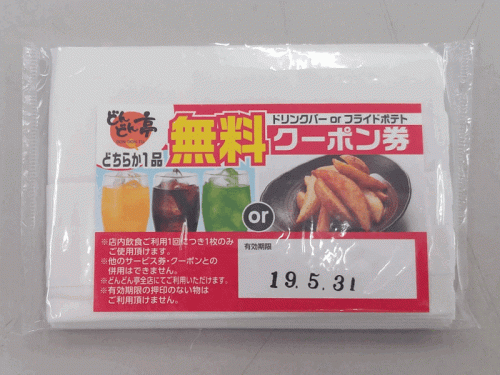 どんどん亭
ドリンクバー or フライドポテト
どちらか1品
無料クーポン券
or
※店内飲食ご利用1回につき1枚のみ
ご使用頂けます。
※他のサービス券・クーポンとの
併用はできません。
※どんどん亭全店にてご利用いただけます。
※有効期限の押印のない物は
ご利用頂けません。
有効期限
19.5.31